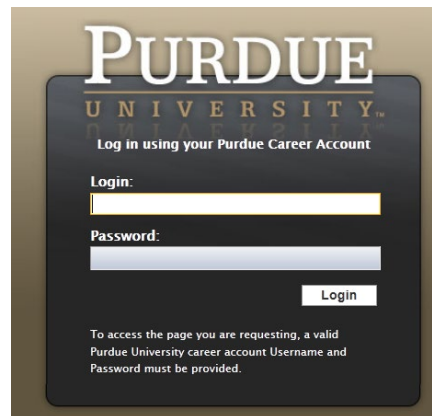 PURDUE
UNIVERSITY™
Log in using your Purdue Career Account
Login:
Password:
Login
To access the page you are requesting, a valid
Purdue University career account Username and
Password must be provided.